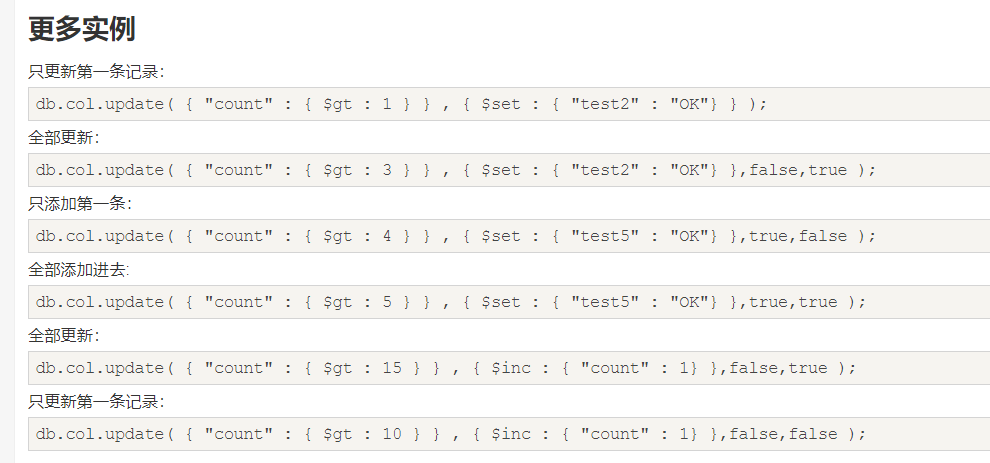 更多实例
只更新第一条记录：
db.col.update( { "count" : { $gt : 1 } } , { $set : { "test2" : "OK"} } );
全部更新：
db.col.update( { "count" : { $gt : 3 } } , { $set : { "test2" : "OK"} },false,true );
只添加第一条：
db.col.update( { "count" : { $gt : 4 } } , { $set : { "test5" : "OK"} },true,false );
全部添加进去:
db.col.update( { "count" : { $gt : 5 } } , { $set : { "test5" : "OK"} },true,true );
全部更新：
db.col.update( { "count" : { $gt : 15 } } , { $inc : { "count" : 1} },false,true );
只更新第一条记录：
db.col.update( { "count" : { $gt : 10 } } , { $inc : { "count" : 1} },false,false );